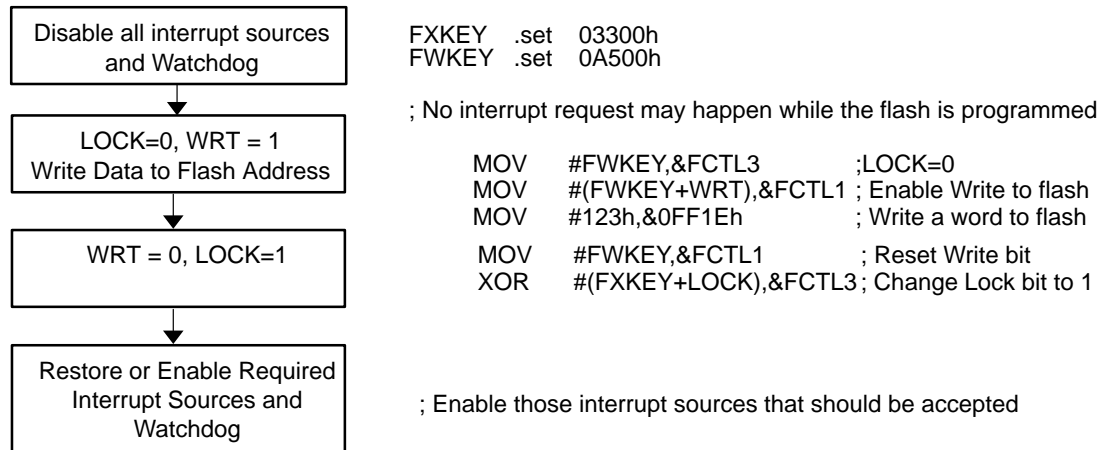 Disable all interrupt sources
and Watchdog
FXKEY .set 03300h
FWKEY .set 0A500h
; No interrupt request may happen while the flash is programmed
LOCK=0, WRT = 1
Write Data to Flash Address
MOV #FWKEY,&FCTL3 ;LOCK=0
MOV #(FWKEY+WRT),&FCTL1 ; Enable Write to flash
MOV #123h,&0FF1Eh ; Write a word to flash
WRT = 0, LOCK=1
MOV #FWKEY,&FCTL1 ; Reset Write bit
XOR #(FXKEY+LOCK),&FCTL3 ; Change Lock bit to 1
Restore or Enable Required
Interrupt Sources and
Watchdog
; Enable those interrupt sources that should be accepted